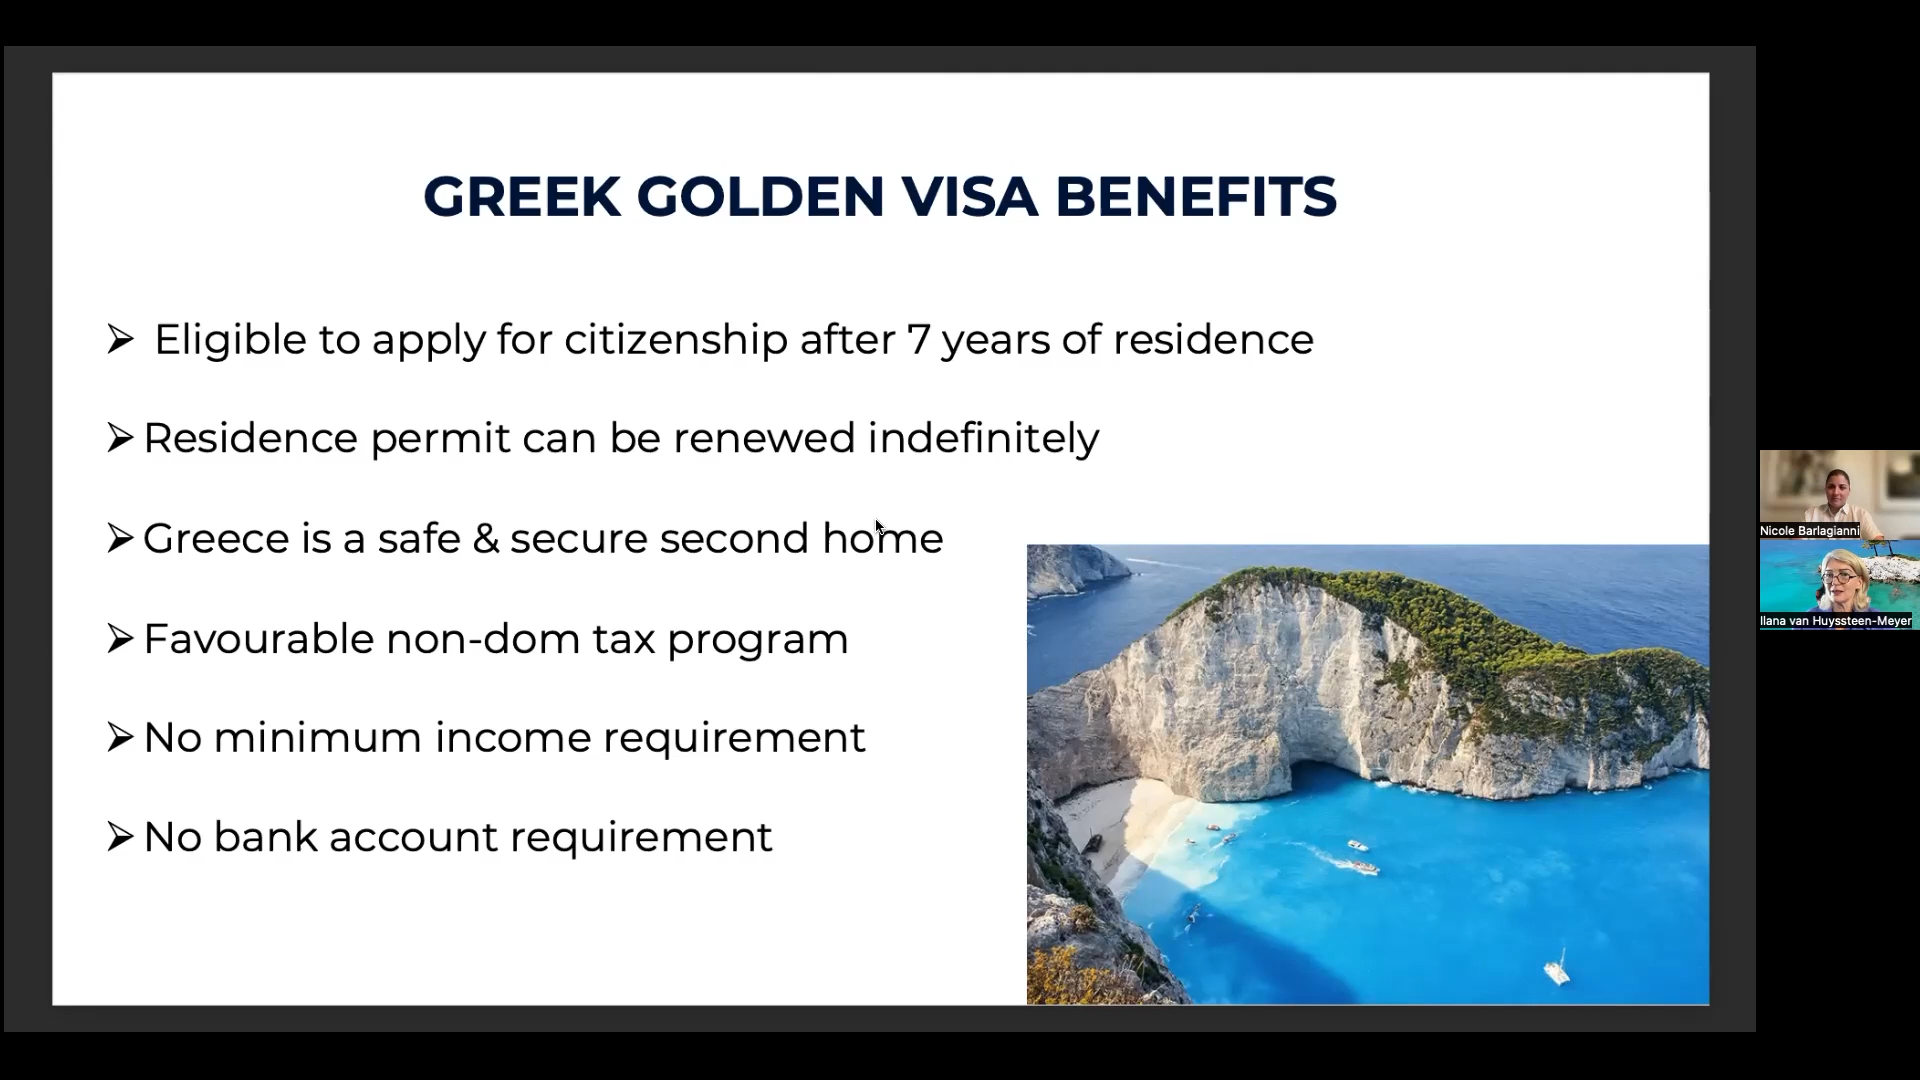 GREEK GOLDEN VISA BENEFITS
➢ Eligible to apply for citizenship after 7 years of residence
➢ Residence permit can be renewed indefinitely
➢ Greece is a safe & secure second home
➢ Favourable non-dom tax program
➢ No minimum income requirement
➢ No bank account requirement
Nicole Barlagianni
Ilana van Huyssteen-Meyer